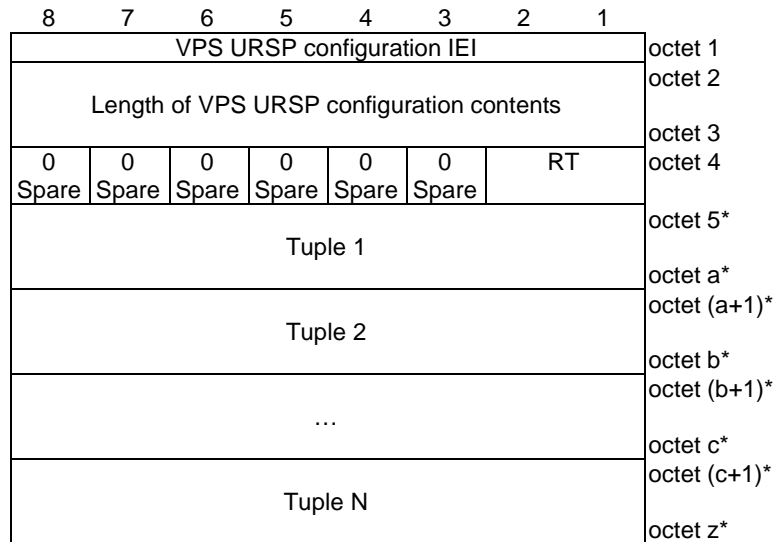 8 7 6 5 4 3 2 1
VPS URSP configuration IEI octet 1
octet 2
Length of VPS URSP configuration contents
octet 3
0 0 0 0 0 0 RT octet 4
Spare Spare Spare Spare Spare Spare
octet 5*
Tuple 1
octet a*
octet (a+1)*
Tuple 2
octet b*
octet (b+1)*
…
octet c*
octet (c+1)*
Tuple N
octet z*